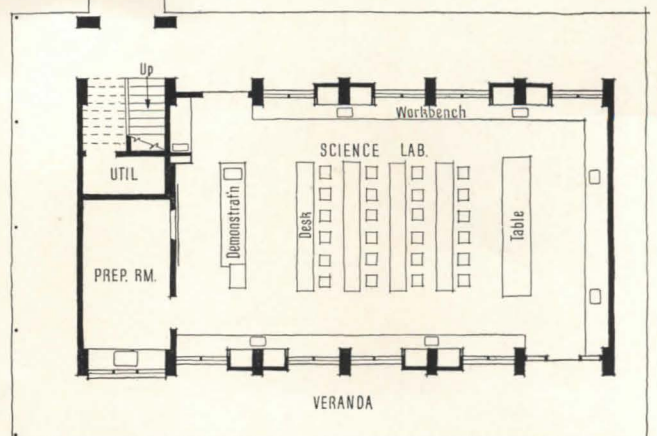 Up
Workbench
SCIENCE LAB.
UTIL
Demonstrat'n
Desk
Table
PREP. RM.
VERANDA